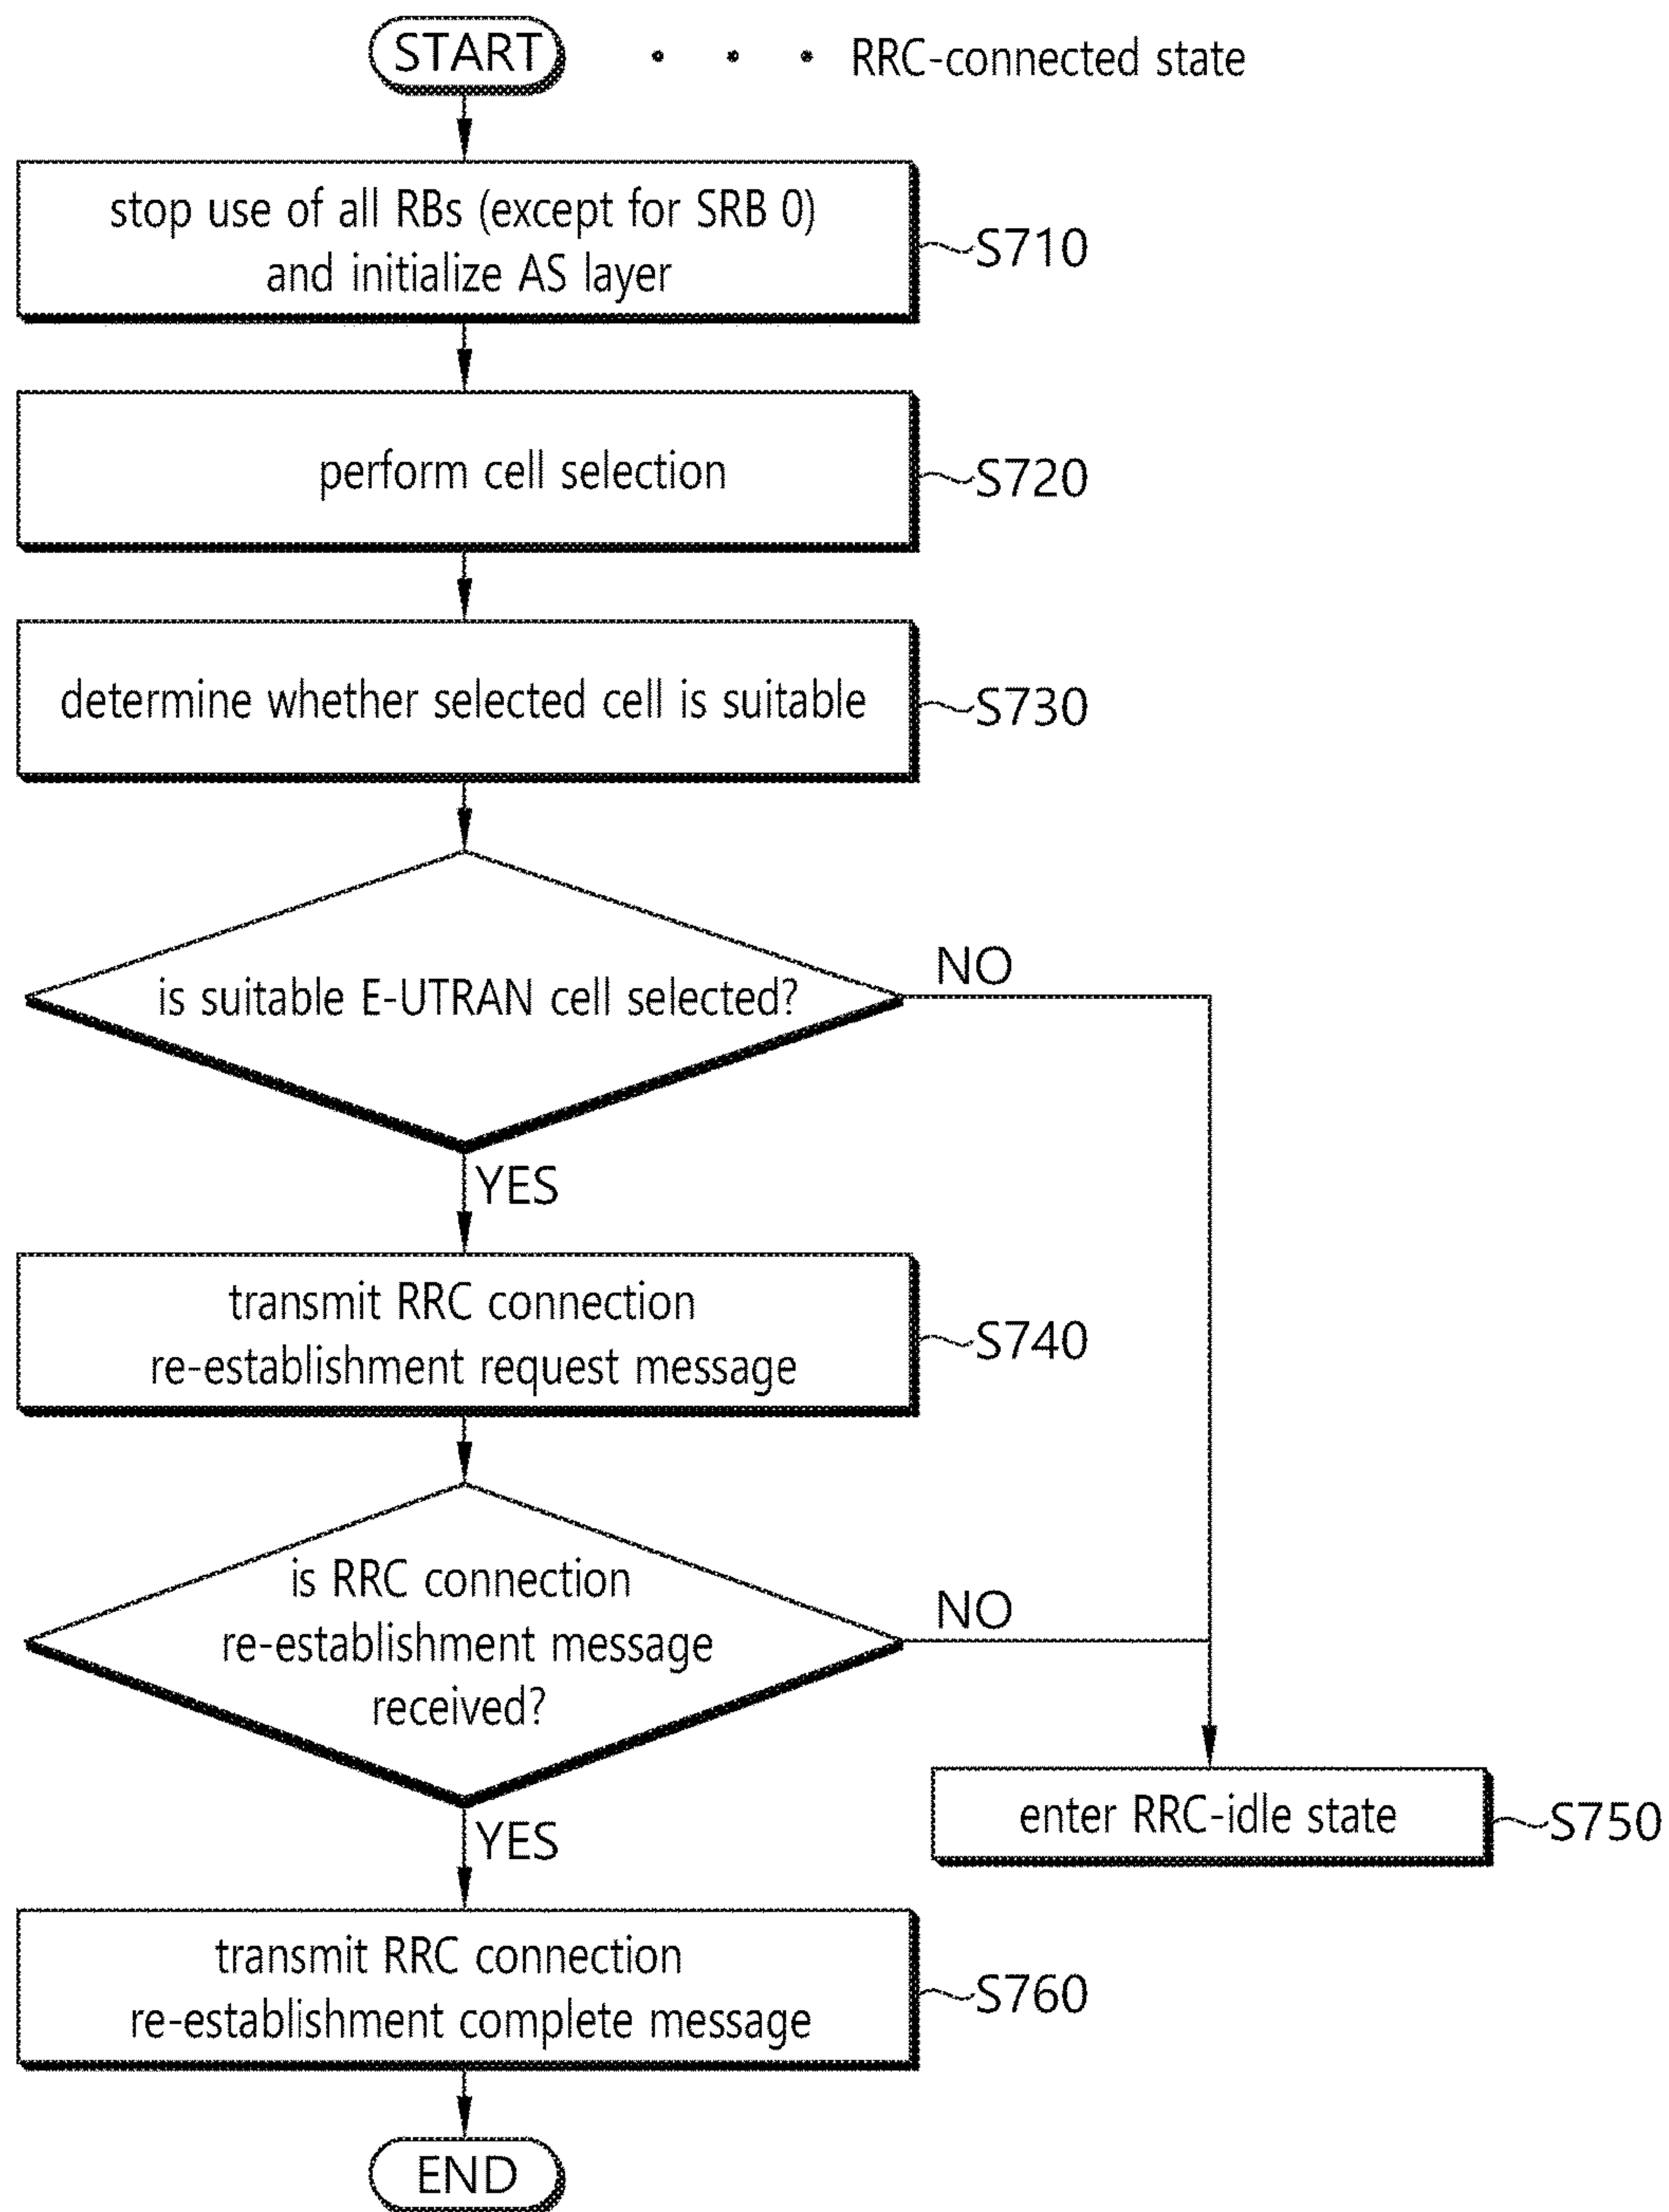 START
• • • RRC-connected state
stop use of all RBs (except for SRB 0)
and initialize AS layer
S710
perform cell selection
S720
determine whether selected cell is suitable
S730
is suitable E-UTRAN cell selected?
NO
YES
transmit RRC connection
re-establishment request message
S740
is RRC connection
re-establishment message
received?
NO
YES
enter RRC-idle state
S750
transmit RRC connection
re-establishment complete message
S760
END